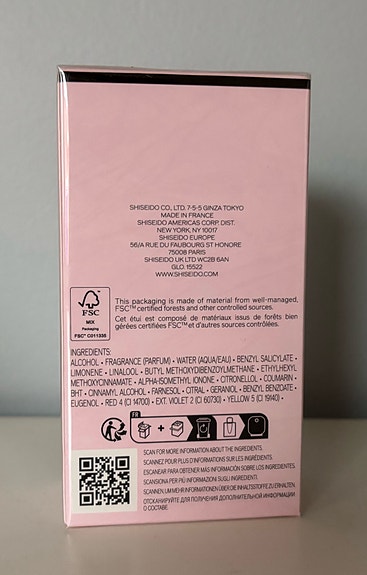 SHISEIDO CO., LTD. 7-5-5 GINZA TOKYO
MADE IN FRANCE
SHISEIDO AMERICAS CORP. DIST.
NEW YORK, NY 10017
SHISEIDO EUROPE
56/A RUE DU FAUBOURG ST HONORE
75008 PARIS
SHISEIDO UK LTD WC2B 6AN
GLO. 15522
WWW.SHISEIDO.COM
FSC
MIX
Packaging
FSC® C011335
This packaging is made of material from well-managed,
FSC™ certified forests and other controlled sources.
Cet étui est composé de matériaux issus de forêts bien
gérées certifiées FSC™ et d'autres sources contrôlées.
INGREDIENTS:
ALCOHOL • FRAGRANCE (PARFUM) • WATER (AQUA/EAU) • BENZYL SALICYLATE •
LIMONENE • LINALOOL • BUTYL METHOXYDIBENZOYLMETHANE • ETHYLHEXYL
METHOXYCINNAMATE • ALPHA-ISOMETHYL IONONE • CITRONELLOL • COUMARIN •
BHT • CINNAMYL ALCOHOL • FARNESOL • CITRAL • GERANIOL • BENZYL BENZOATE •
EUGENOL • RED 4 (CI 14700) • EXT. VIOLET 2 (CI 60730) • YELLOW 5 (CI 19140) •
FR
SCAN FOR MORE INFORMATION ABOUT THE INGREDIENTS.
SCANNEZ POUR PLUS D'INFORMATIONS SUR LES INGRÉDIENTS.
ESCANEAR PARA OBTENER MÁS INFORMACIÓN SOBRE LOS INGREDIENTES.
SCANSIONA PER PIÙ INFORMAZIONI SUGLI INGREDIENTI.
SCANNEN, UM MEHR INFORMATIONEN ÜBER DIE INHALTSSTOFFE ZU ERHALTEN.
ОТСКАНИРУЙТЕ ДЛЯ ПОЛУЧЕНИЯ ДОПОЛНИТЕЛЬНОЙ ИНФОРМАЦИИ
О СОСТАВЕ.